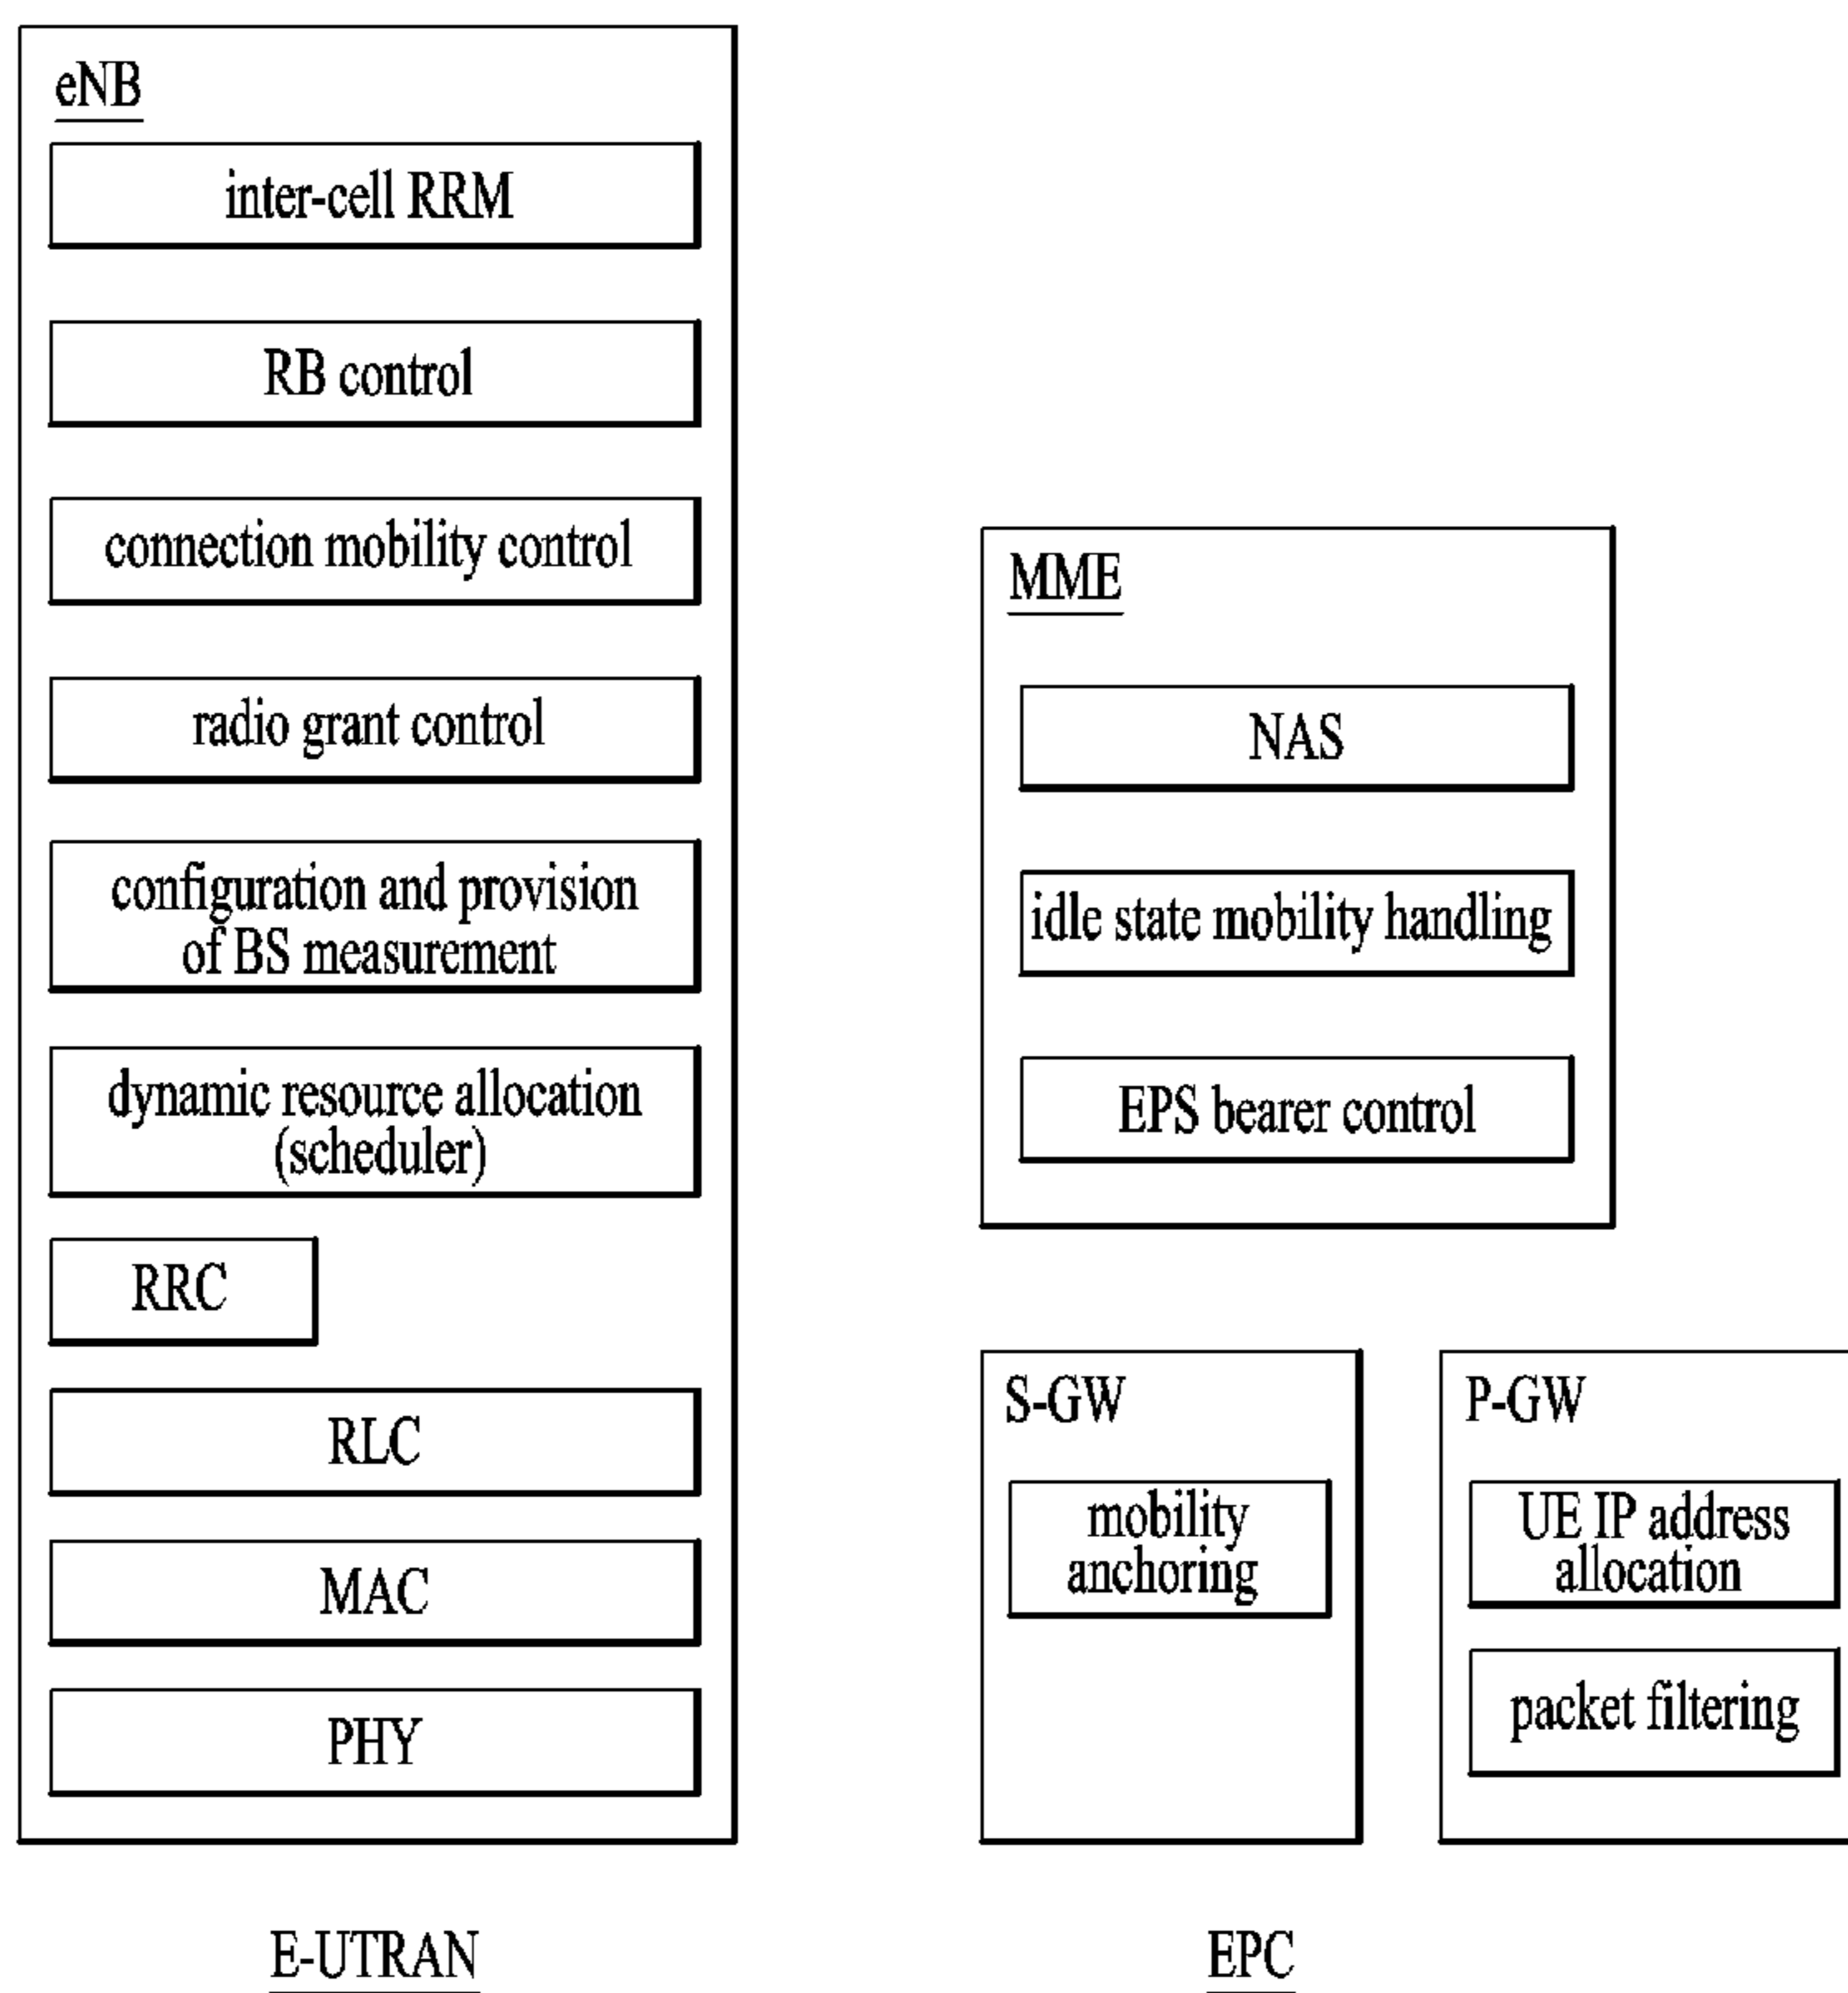 eNB
inter-cell RRM
RB control
connection mobility control
radio grant control
configuration and provision
of BS measurement
dynamic resource allocation
(scheduler)
RRC
RLC
MAC
PHY
E-UTRAN
MME
NAS
idle state mobility handling
EPS bearer control
S-GW
mobility
anchoring
P-GW
UE IP address
allocation
packet filtering
EPC